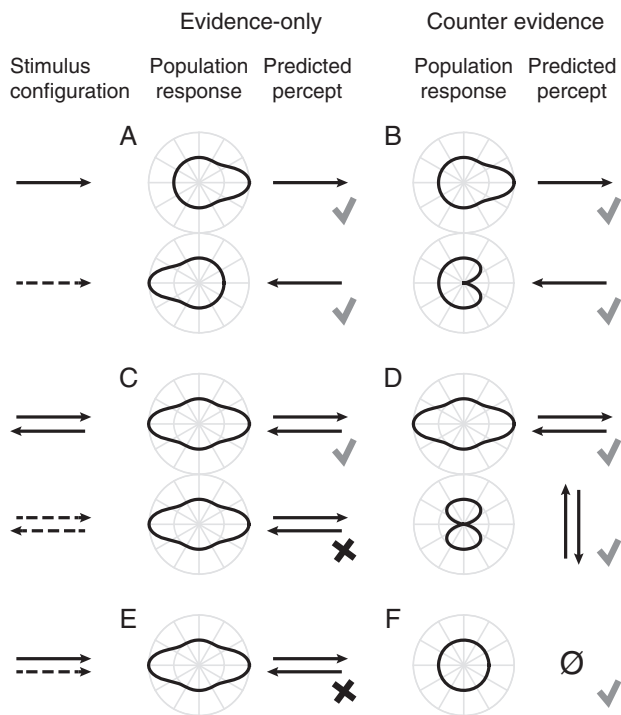 Evidence-only Counter evidence
Stimulus Population Predicted Population Predicted
configuration response percept response percept
A B
C D
E F
Ø